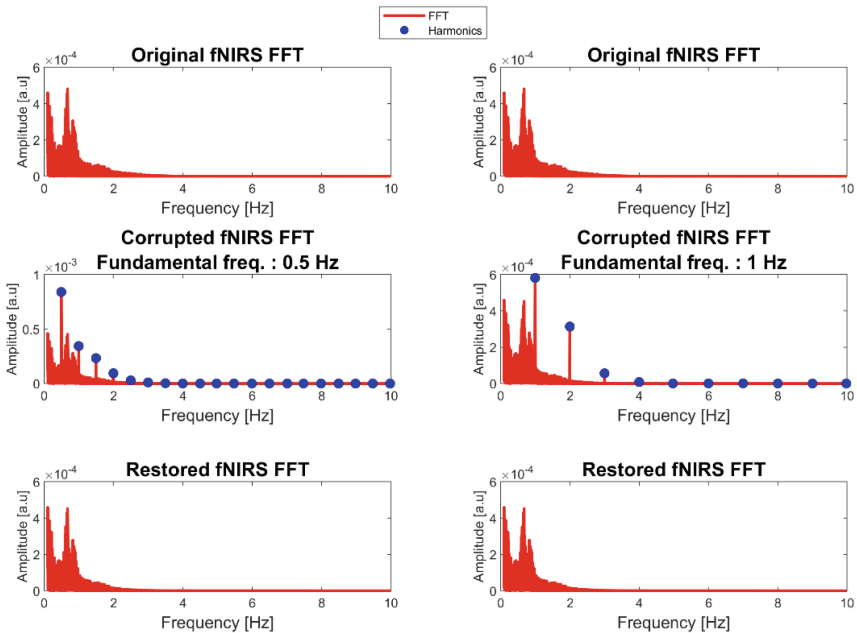 FFT
Harmonics
Original fNIRS FFT
×10-4
Amplitude [a.u]
6
4
2
0
0 2 4 6 8 10
Frequency [Hz]
Original fNIRS FFT
×10-4
Amplitude [a.u]
6
4
2
0
0 2 4 6 8 10
Frequency [Hz]
Corrupted fNIRS FFT
Fundamental freq. : 0.5 Hz
×10-3
Amplitude [a.u]
1
0.5
0
0 2 4 6 8 10
Frequency [Hz]
Corrupted fNIRS FFT
Fundamental freq. : 1 Hz
×10-4
Amplitude [a.u]
6
4
2
0
0 2 4 6 8 10
Frequency [Hz]
Restored fNIRS FFT
×10-4
Amplitude [a.u]
6
4
2
0
0 2 4 6 8 10
Frequency [Hz]
Restored fNIRS FFT
×10-4
Amplitude [a.u]
6
4
2
0
0 2 4 6 8 10
Frequency [Hz]